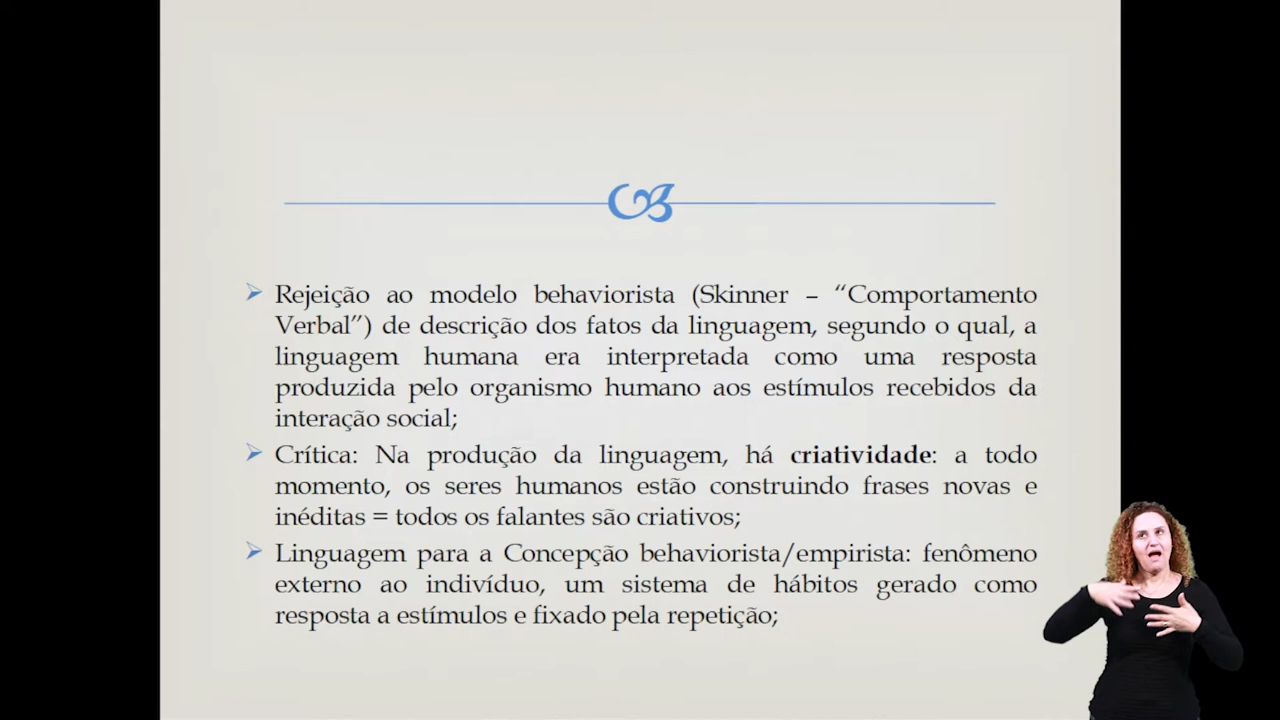 Rejeição ao modelo behaviorista (Skinner – “Comportamento
Verbal”) de descrição dos fatos da linguagem, segundo o qual, a
linguagem humana era interpretada como uma resposta
produzida pelo organismo humano aos estímulos recebidos da
interação social;
Crítica: Na produção da linguagem, há criatividade: a todo
momento, os seres humanos estão construindo frases novas e
inéditas = todos os falantes são criativos;
Linguagem para a Concepção behaviorista/empirista: fenômeno
externo ao indivíduo, um sistema de hábitos gerado como
resposta a estímulos e fixado pela repetição;